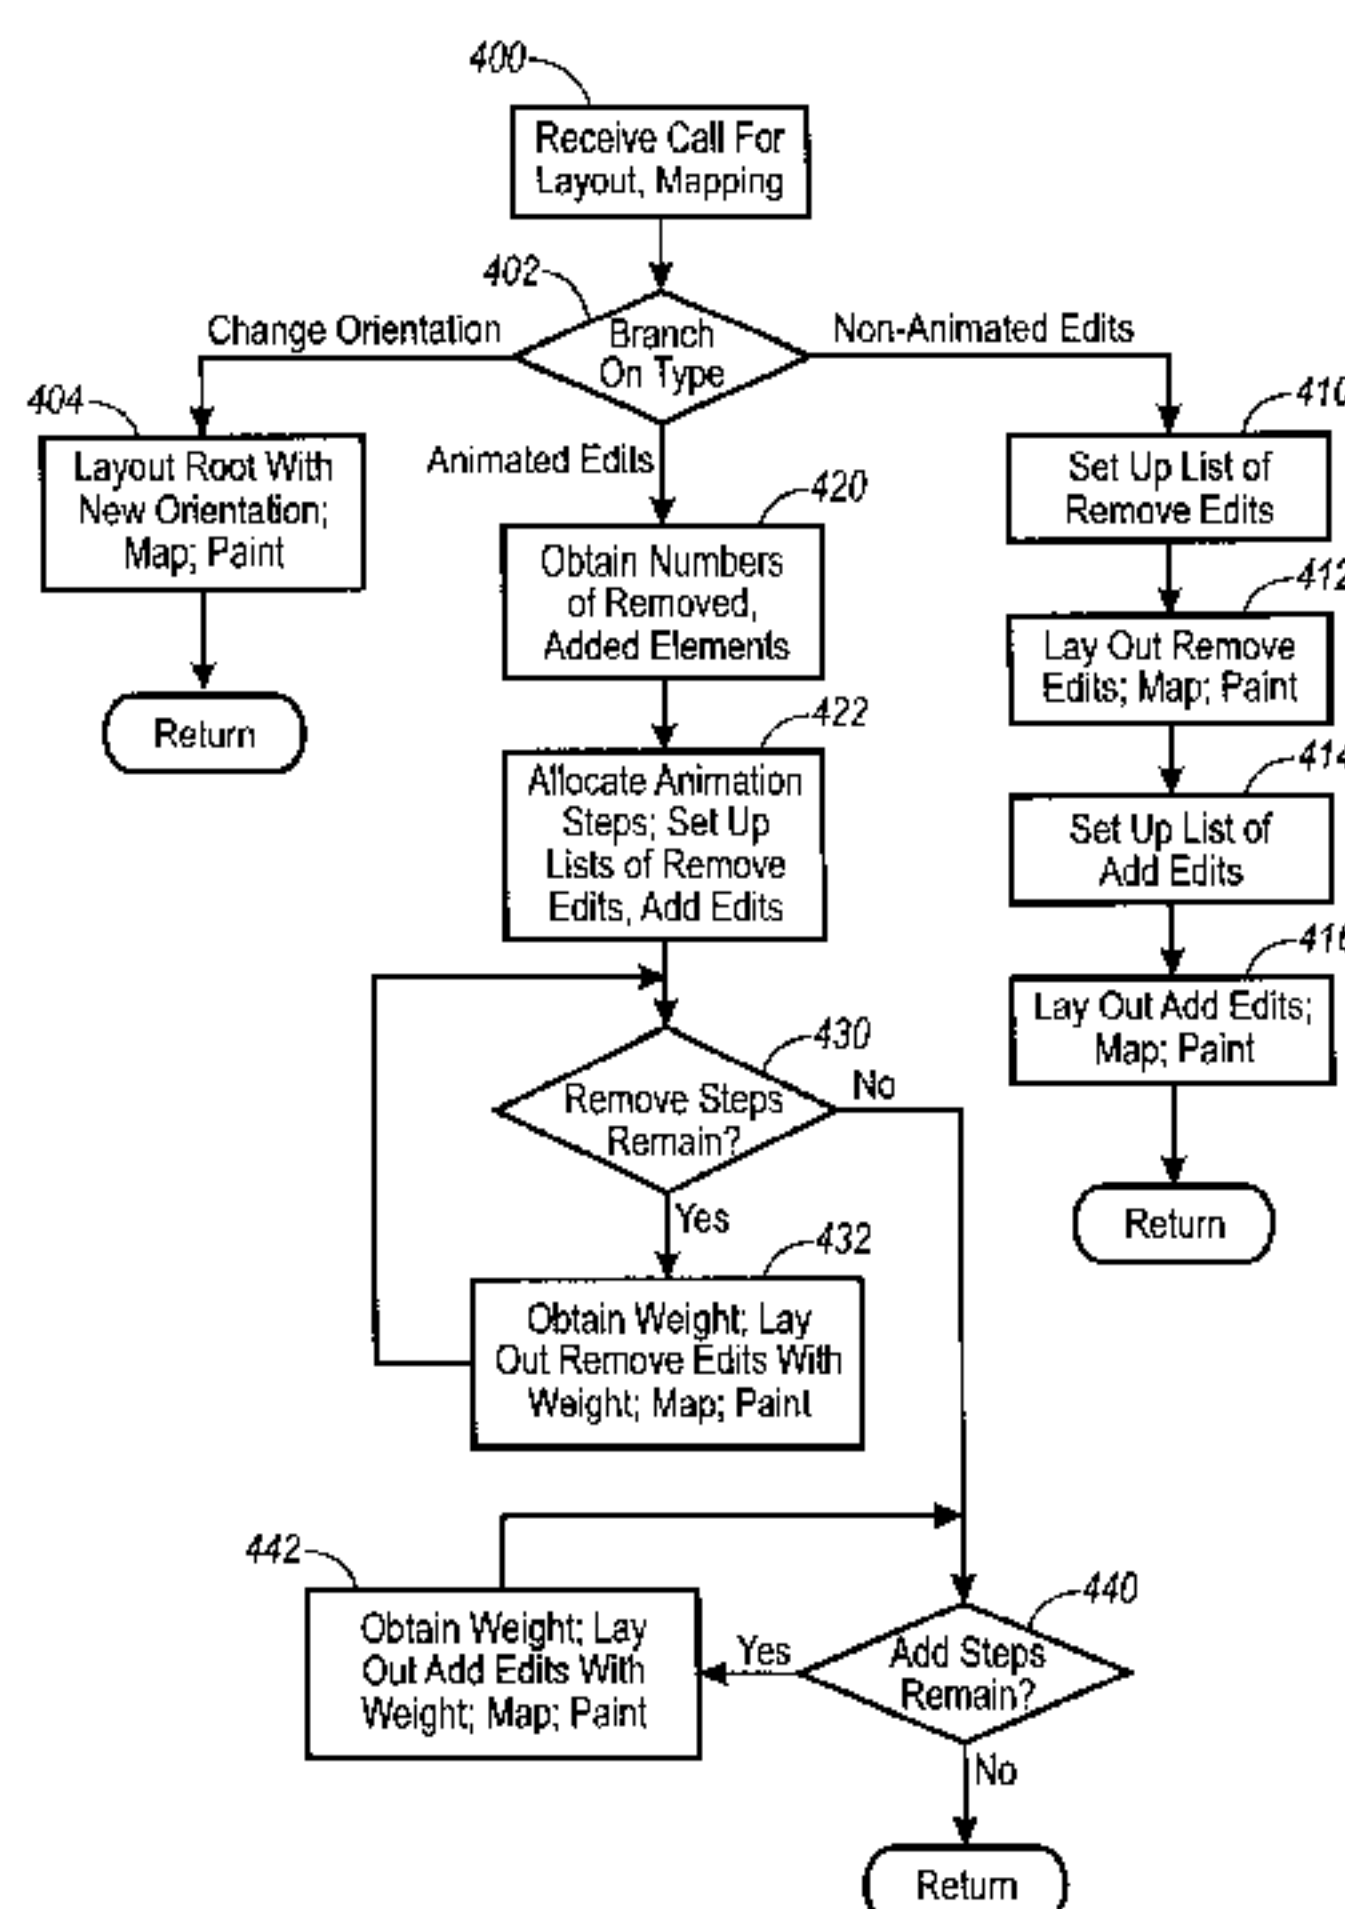 400
Receive Call For
Layout, Mapping
402
Branch
On Type
Change Orientation
Non-Animated Edits
Animated Edits
404
Layout Root With
New Orientation;
Map; Paint
Return
420
Obtain Numbers
of Removed,
Added Elements
422
Allocate Animation
Steps; Set Up
Lists of Remove
Edits, Add Edits
430
Remove Steps
Remain?
No
Yes
432
Obtain Weight; Lay
Out Remove Edits With
Weight; Map; Paint
410
Set Up List of
Remove Edits
412
Lay Out Remove
Edits; Map; Paint
414
Set Up List of
Add Edits
416
Lay Out Add Edits;
Map; Paint
Return
442
Obtain Weight; Lay
Out Add Edits With
Weight; Map; Paint
Yes
440
Add Steps
Remain?
No
Return